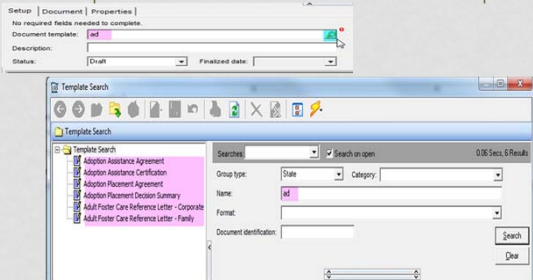 Setup Document Properties
No required fields needed to complete.
Document template: ad
Description:
Status: Draft Finalized date:
Template Search
Template Search
Template Search
Adoption Assistance Agreement
Adoption Assistance Certification
Adoption Placement Agreement
Adoption Placement Decision Summary
Adult Foster Care Reference Letter - Corporate
Adult Foster Care Reference Letter - Family
Searches: Search on open 0.06 Secs, 6 Results
Group type: State Category:
Name: ad
Format:
Document identification:
Search
Clear